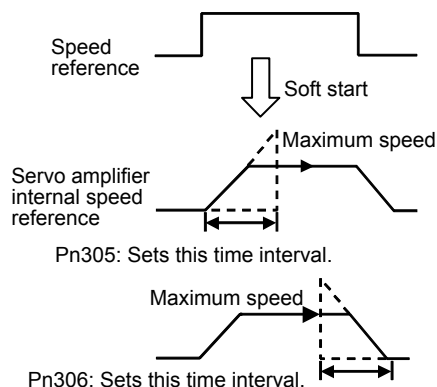 Speed
reference
Soft start
Maximum speed
Servo amplifier
internal speed
reference
Pn305: Sets this time interval.
Maximum speed
Pn306: Sets this time interval.